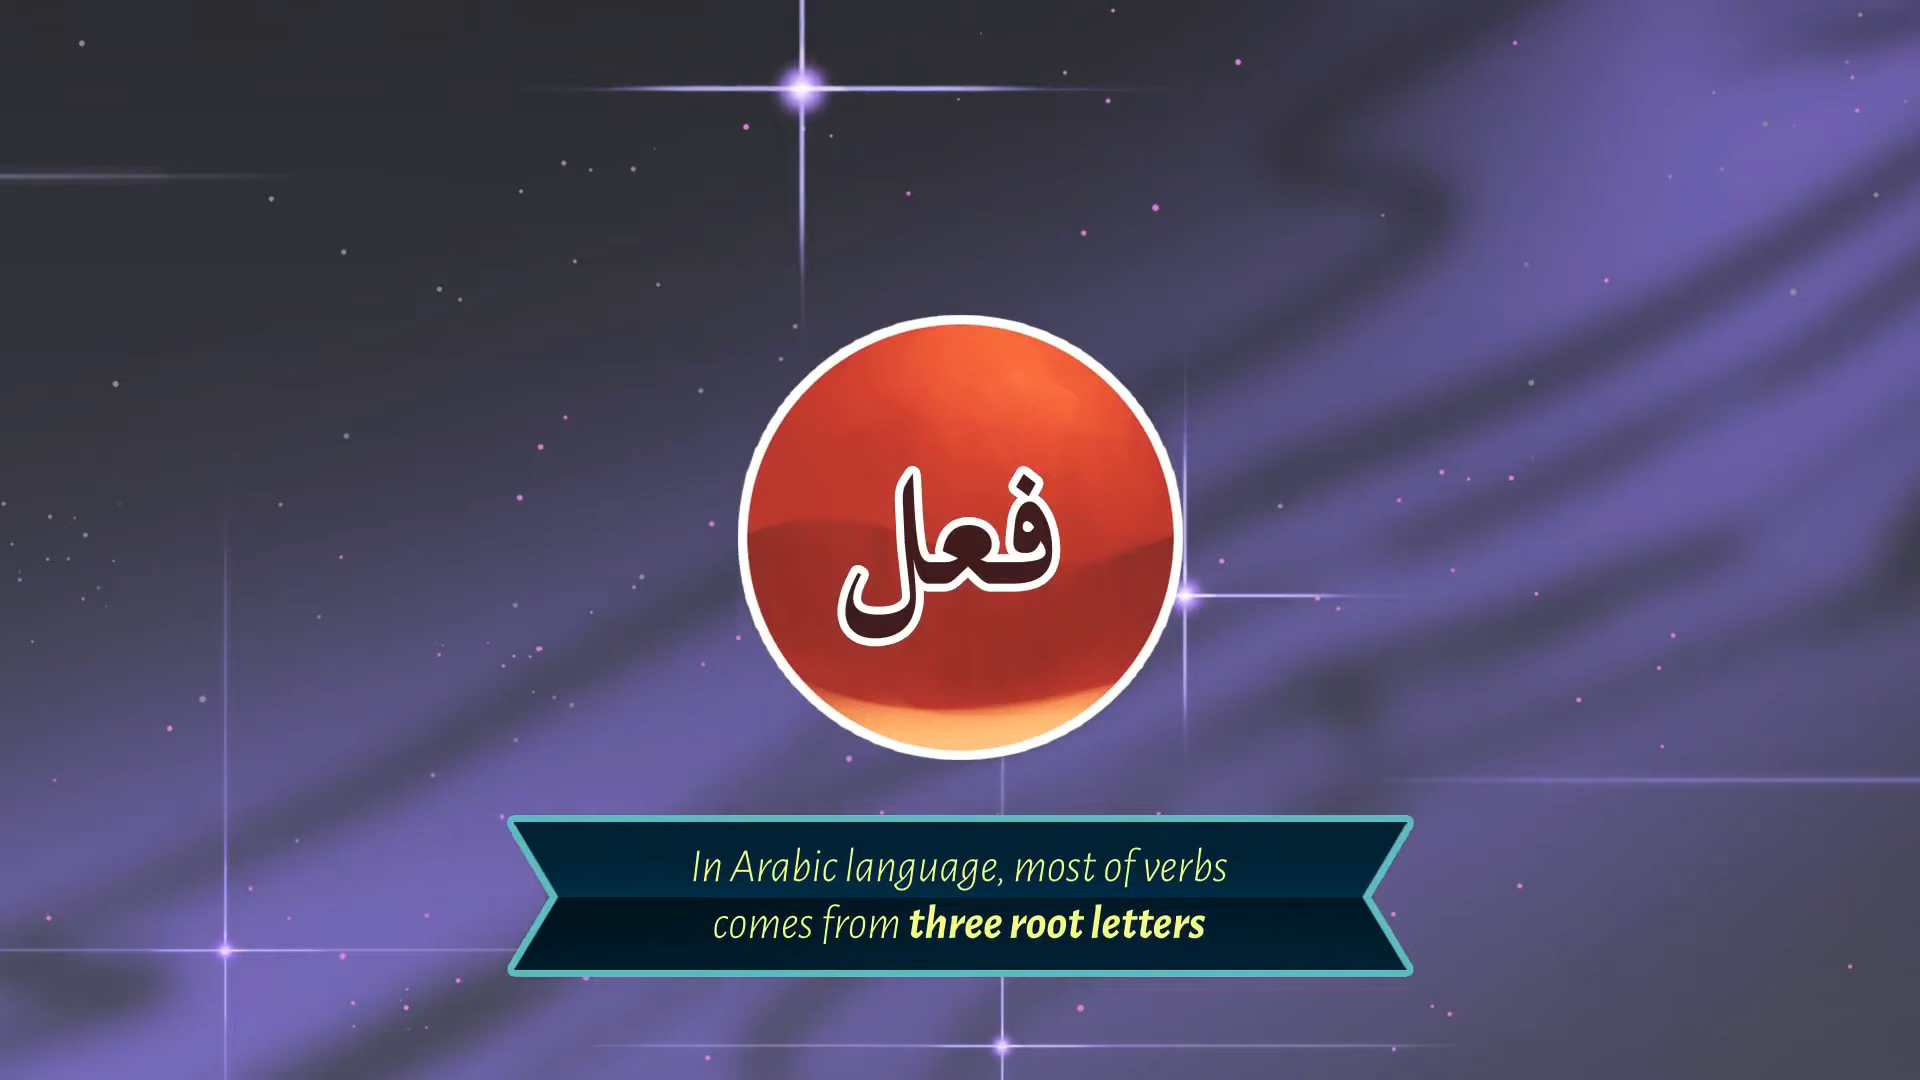 فعل
In Arabic language, most of verbs
comes from three root letters